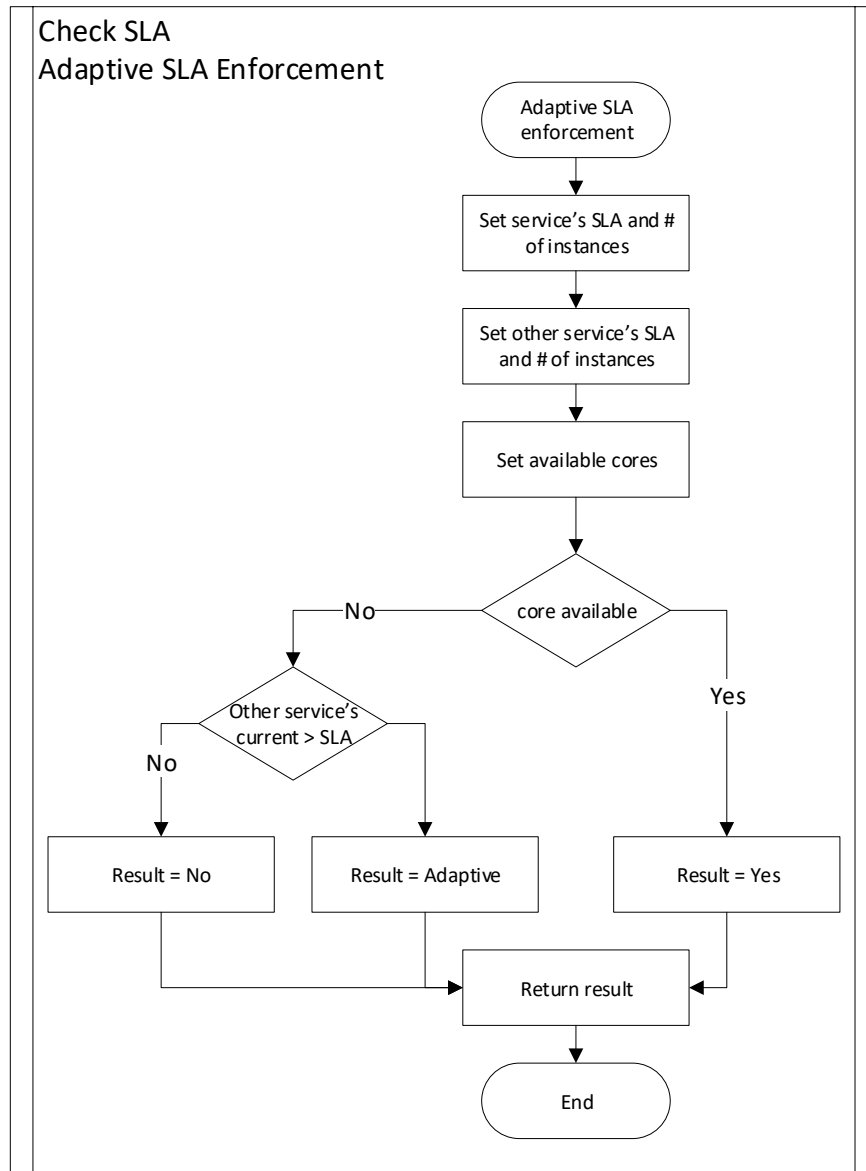 Check SLA
Adaptive SLA Enforcement
Adaptive SLA
enforcement
Set service’s SLA and #
of instances
Set other service’s SLA
and # of instances
Set available cores
core available
No
Yes
Other service’s
current > SLA
No
Result = No
Result = Adaptive
Result = Yes
Return result
End